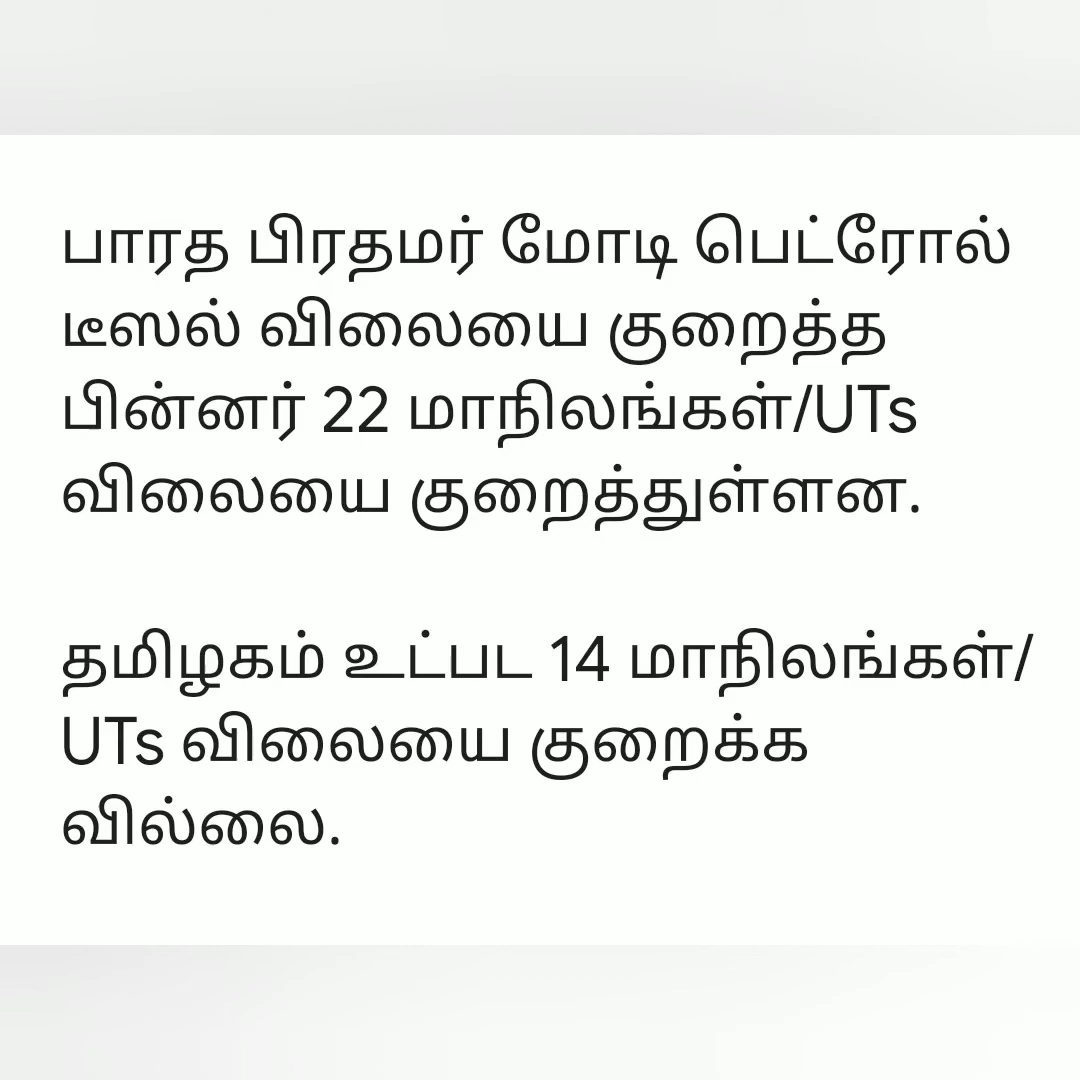 பாரத பிரதமர் மோடி பெட்ரோல்
டீஸல் விலையை குறைத்த
பின்னர் 22 மாநிலங்கள்/UTs
விலையை குறைத்துள்ளன.
தமிழகம் உட்பட 14 மாநிலங்கள்/
UTs விலையை குறைக்க
வில்லை.